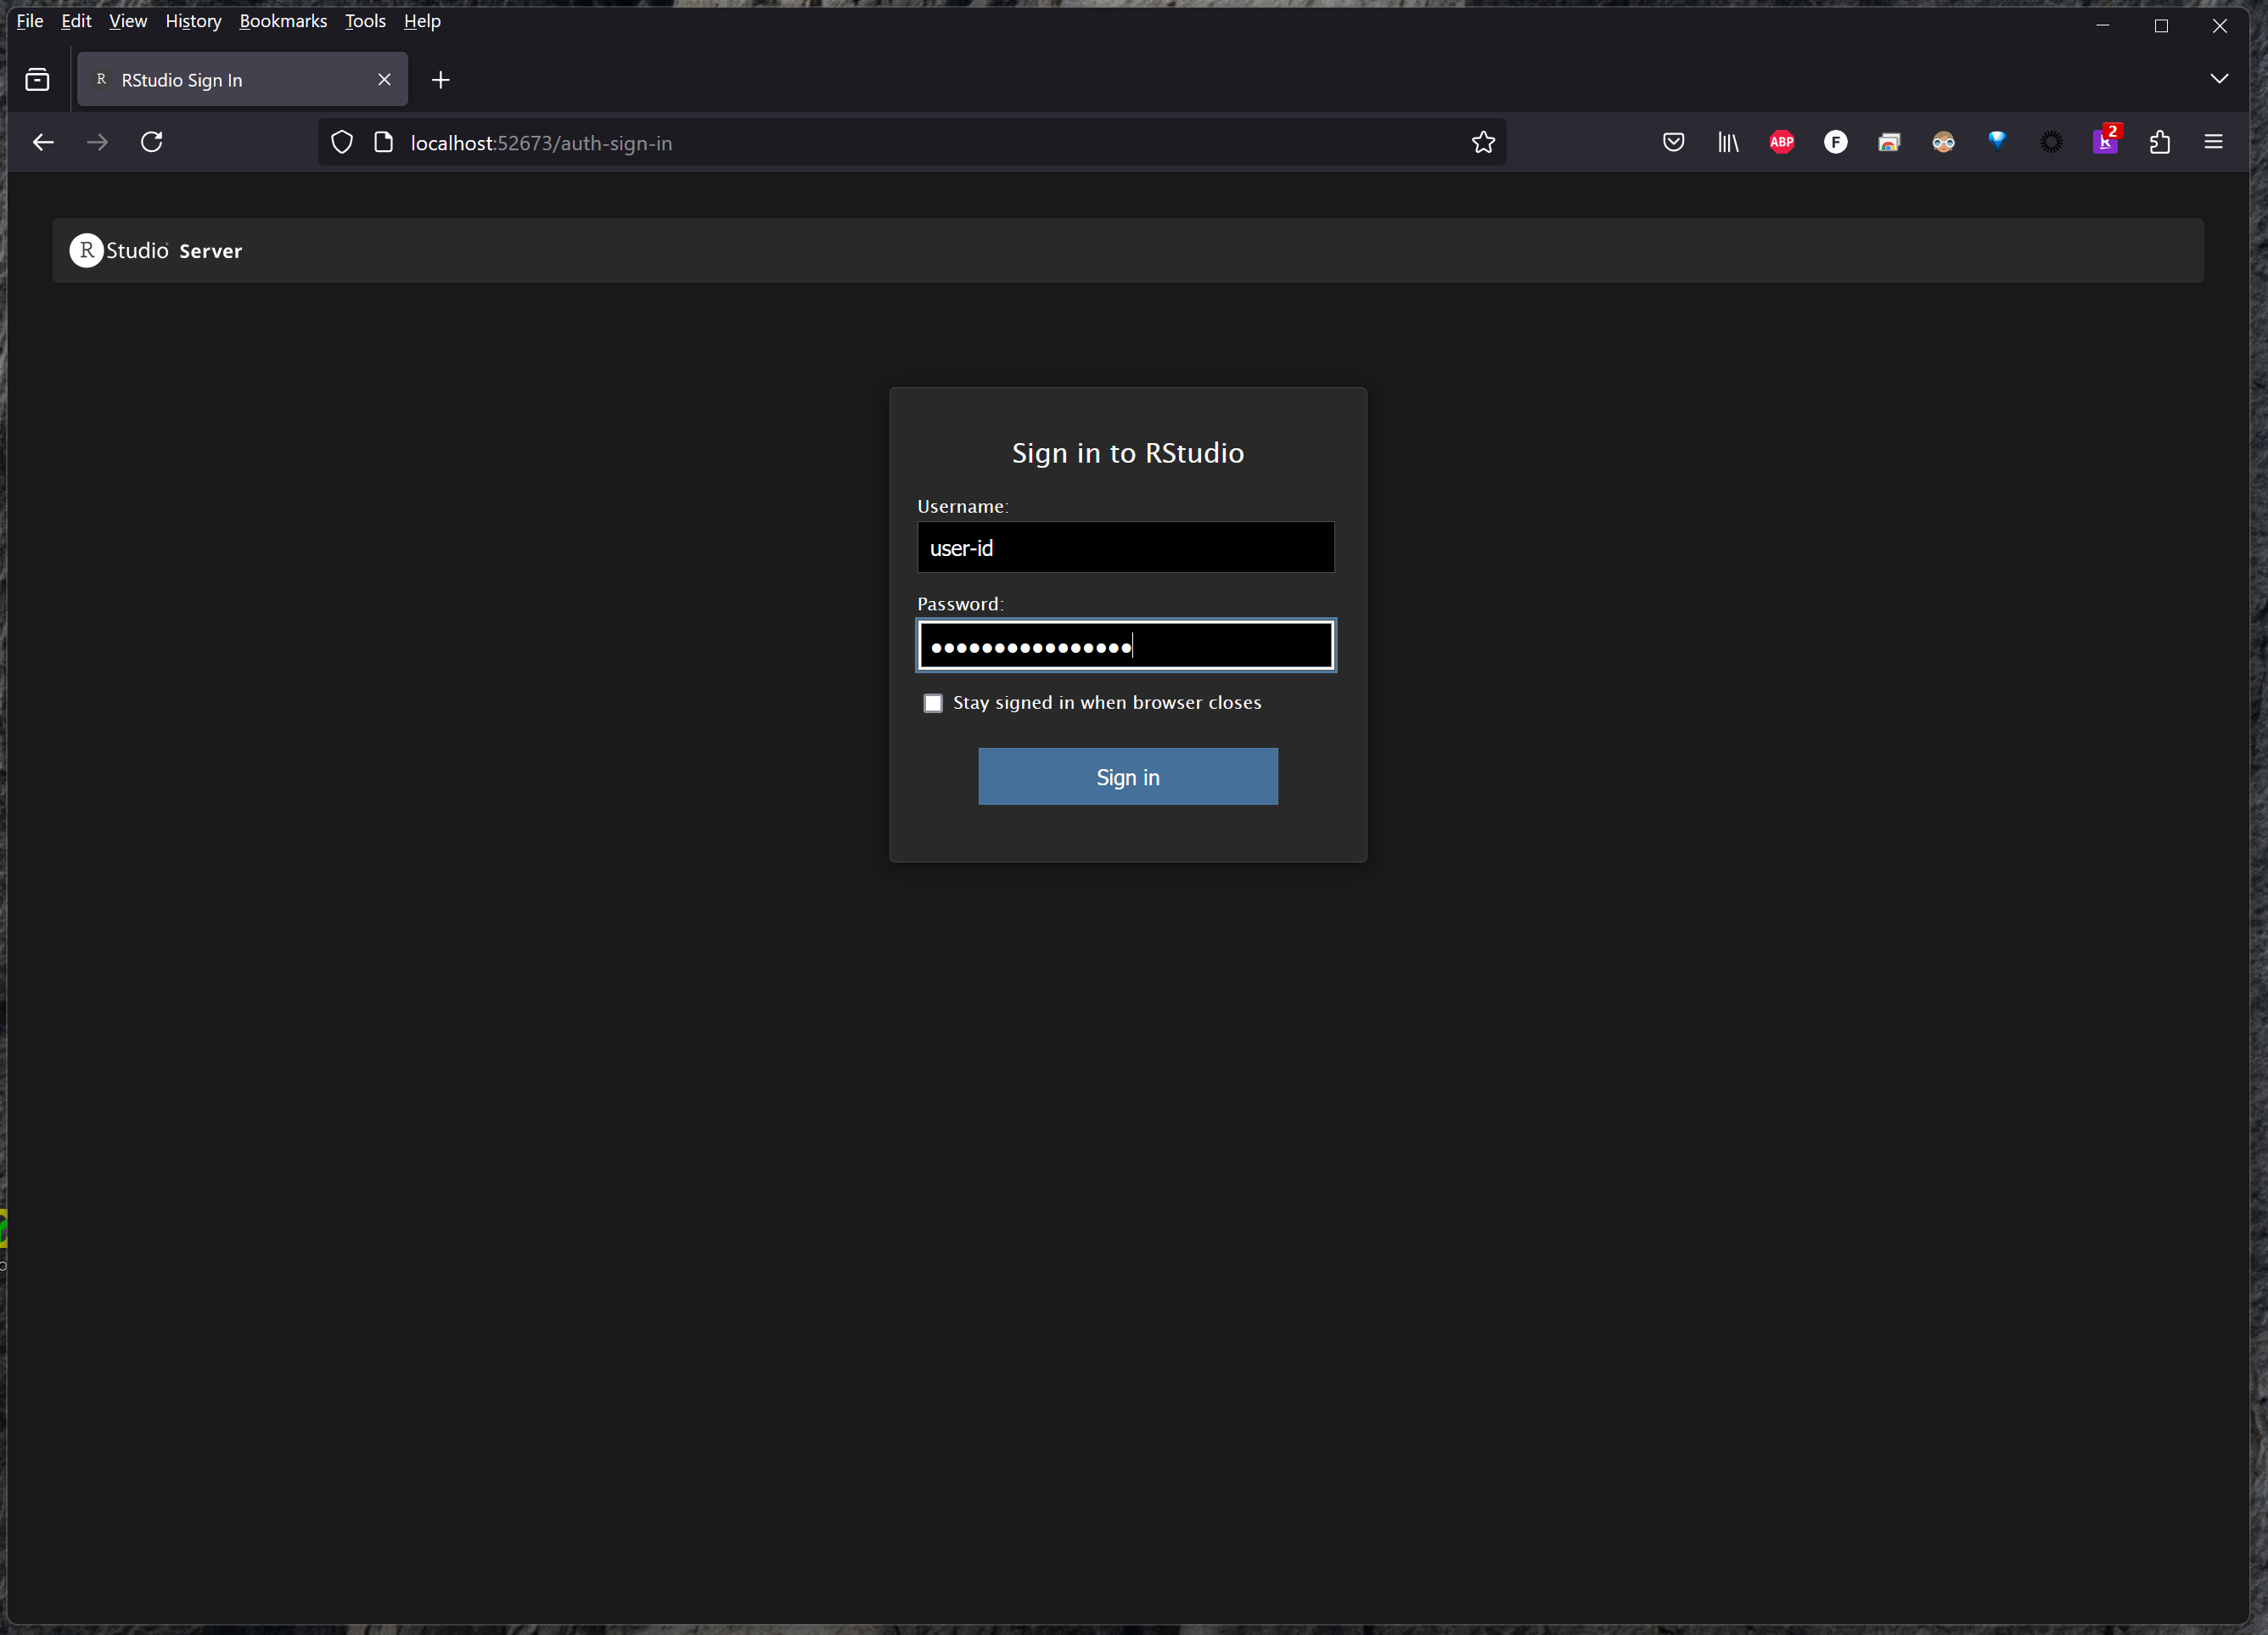 File Edit View History Bookmarks Tools Help
R RStudio Sign In
localhost:52673/auth-sign-in
ABP F 2 R
R Studio Server
Sign in to RStudio
Username:
user-id
Password:
••••••••••••••••
Stay signed in when browser closes
Sign in